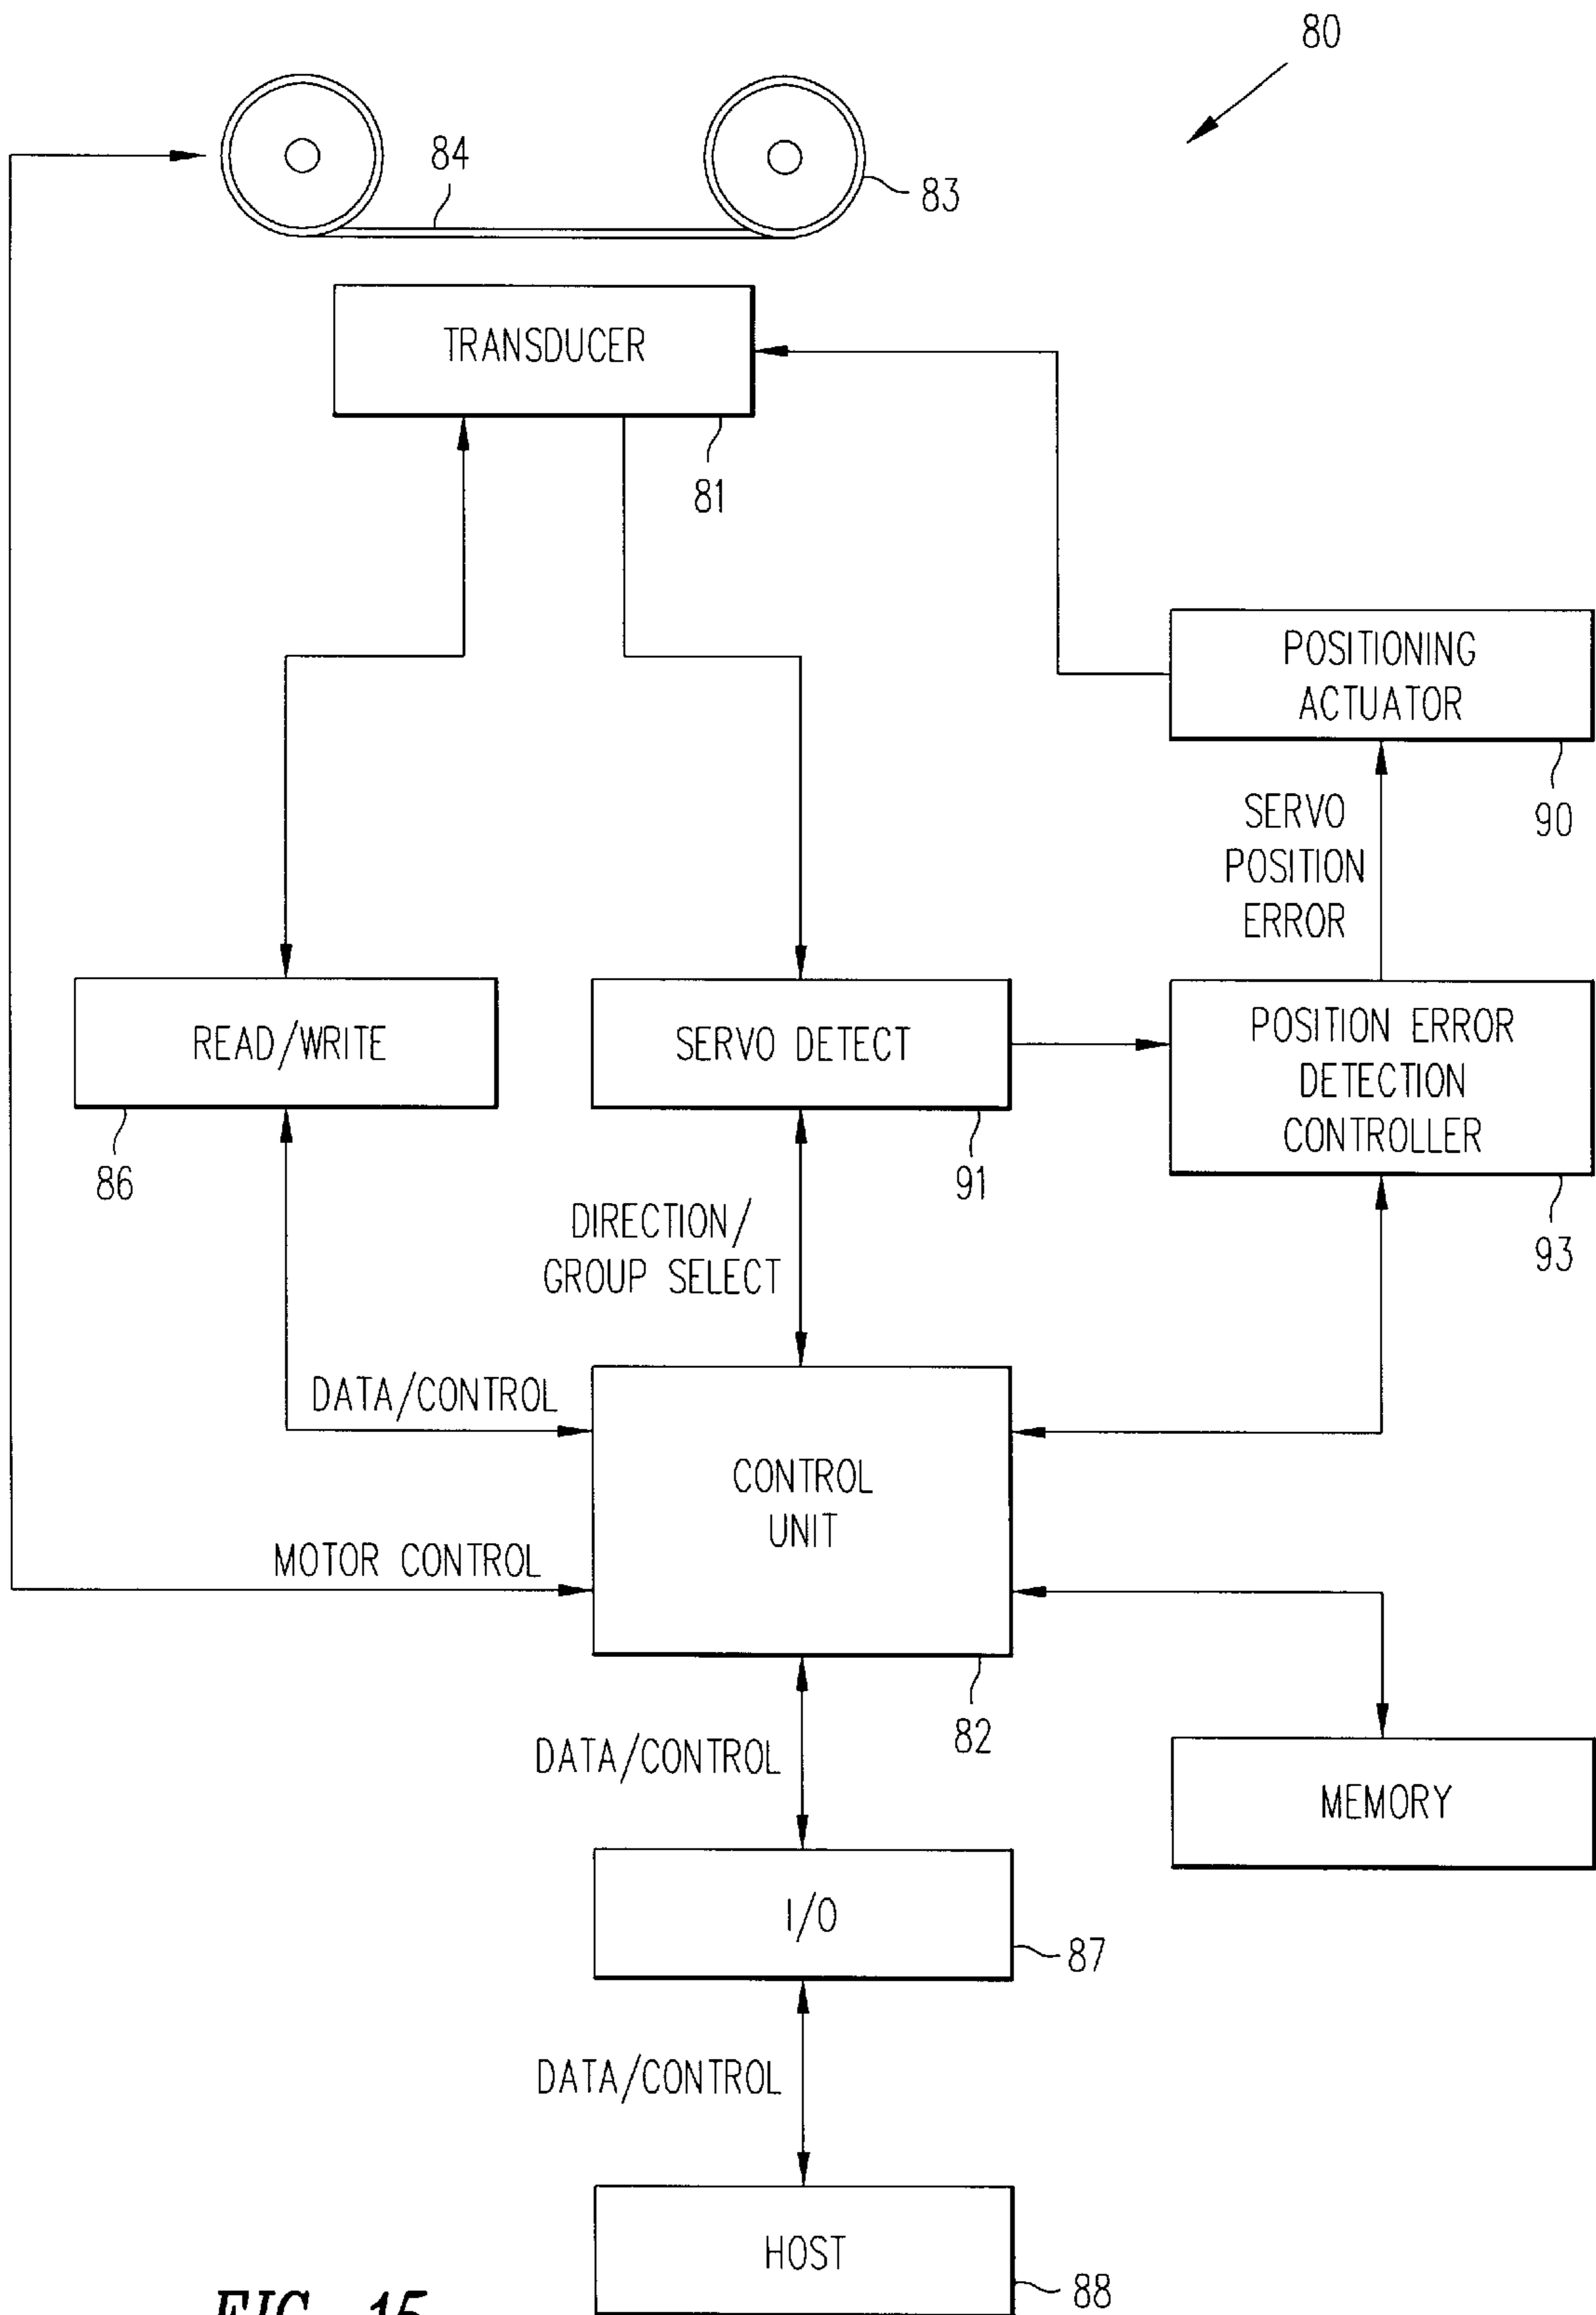 80
84
83
TRANSDUCER
81
POSITIONING
ACTUATOR
90
SERVO
POSITION
ERROR
READ/WRITE
86
SERVO DETECT
91
POSITION ERROR
DETECTION
CONTROLLER
93
DIRECTION/
GROUP SELECT
DATA/CONTROL
CONTROL
UNIT
MOTOR CONTROL
82
DATA/CONTROL
MEMORY
I/O
87
DATA/CONTROL
HOST
88
FIG. 15